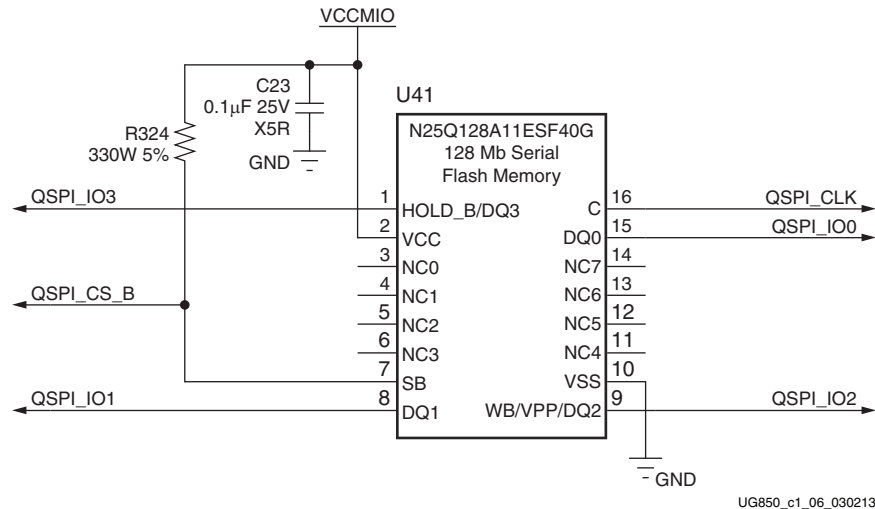 VCCMIO
C23
0.1μF 25V
X5R
GND
R324
330W 5%
U41
N25Q128A11ESF40G
128 Mb Serial
Flash Memory
QSPI_IO3
1
HOLD_B/DQ3
2
VCC
3
NC0
4
NC1
5
NC2
6
NC3
QSPI_CS_B
7
SB
QSPI_IO1
8
DQ1
C
16
QSPI_CLK
DQ0
15
QSPI_IO0
NC7
14
NC6
13
NC5
12
NC4
11
VSS
10
WB/VPP/DQ2
9
QSPI_IO2
GND
UG850_c1_06_030213